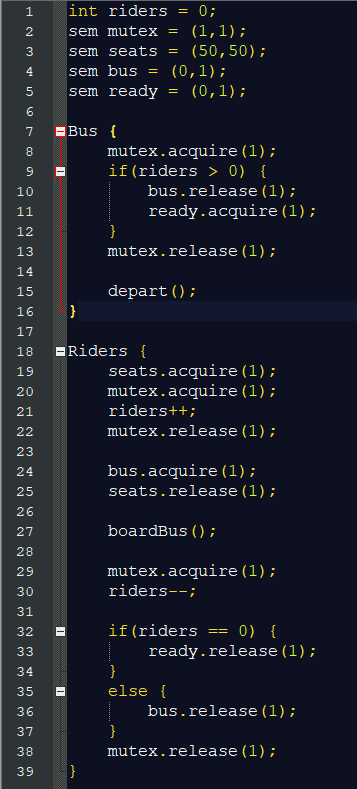 1 int riders = 0;
2 sem mutex = (1,1);
3 sem seats = (50,50);
4 sem bus = (0,1);
5 sem ready = (0,1);
6
7 Bus {
8 mutex.acquire(1);
9 if(riders > 0) {
10 bus.release(1);
11 ready.acquire(1);
12 }
13 mutex.release(1);
14
15 depart();
16 }
17
18 Riders {
19 seats.acquire(1);
20 mutex.acquire(1);
21 riders++;
22 mutex.release(1);
23
24 bus.acquire(1);
25 seats.release(1);
26
27 boardBus();
28
29 mutex.acquire(1);
30 riders--;
31
32 if(riders == 0) {
33 ready.release(1);
34 }
35 else {
36 bus.release(1);
37 }
38 mutex.release(1);
39 }